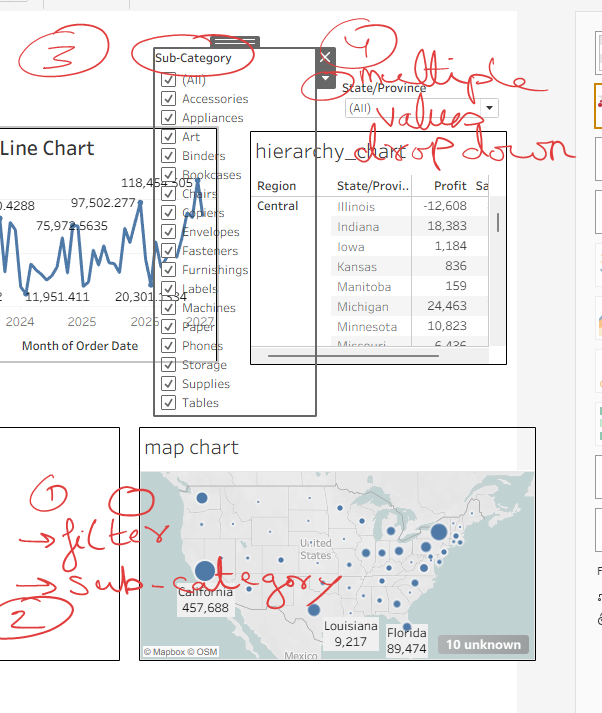 3
4
Sub-Category
(All)
Accessories
Appliances
Art
Binders
Bookcases
Chairs
Copiers
Envelopes
Fasteners
Furnishings
Labels
Machines
Paper
Phones
Storage
Supplies
Tables
State/Province
(All)
multiple
values
drop down
Line Chart
118,454.505
0.4288
97,502.277
75,972.5635
11,951.411
20,301.1334
2024 2025 2026 2027
Month of Order Date
hierarchy_chart
Region State/Provi.. Profit Sa
Central Illinois -12,608
Indiana 18,383
Iowa 1,184
Kansas 836
Manitoba 159
Michigan 24,463
Minnesota 10,823
Missouri 6,436
map chart
1
→ filter
→ sub-category
2
United
States
California
457,688
Louisiana
9,217
Florida
89,474
10 unknown
Mexico
© Mapbox © OSM